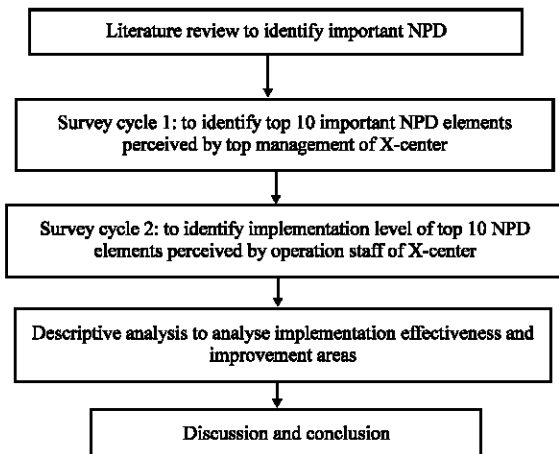 Literature review to identify important NPD
Survey cycle 1: to identify top 10 important NPD elements
perceived by top management of X-center
Survey cycle 2: to identify implementation level of top 10 NPD
elements perceived by operation staff of X-center
Descriptive analysis to analyse implementation effectiveness and
improvement areas
Discussion and conclusion